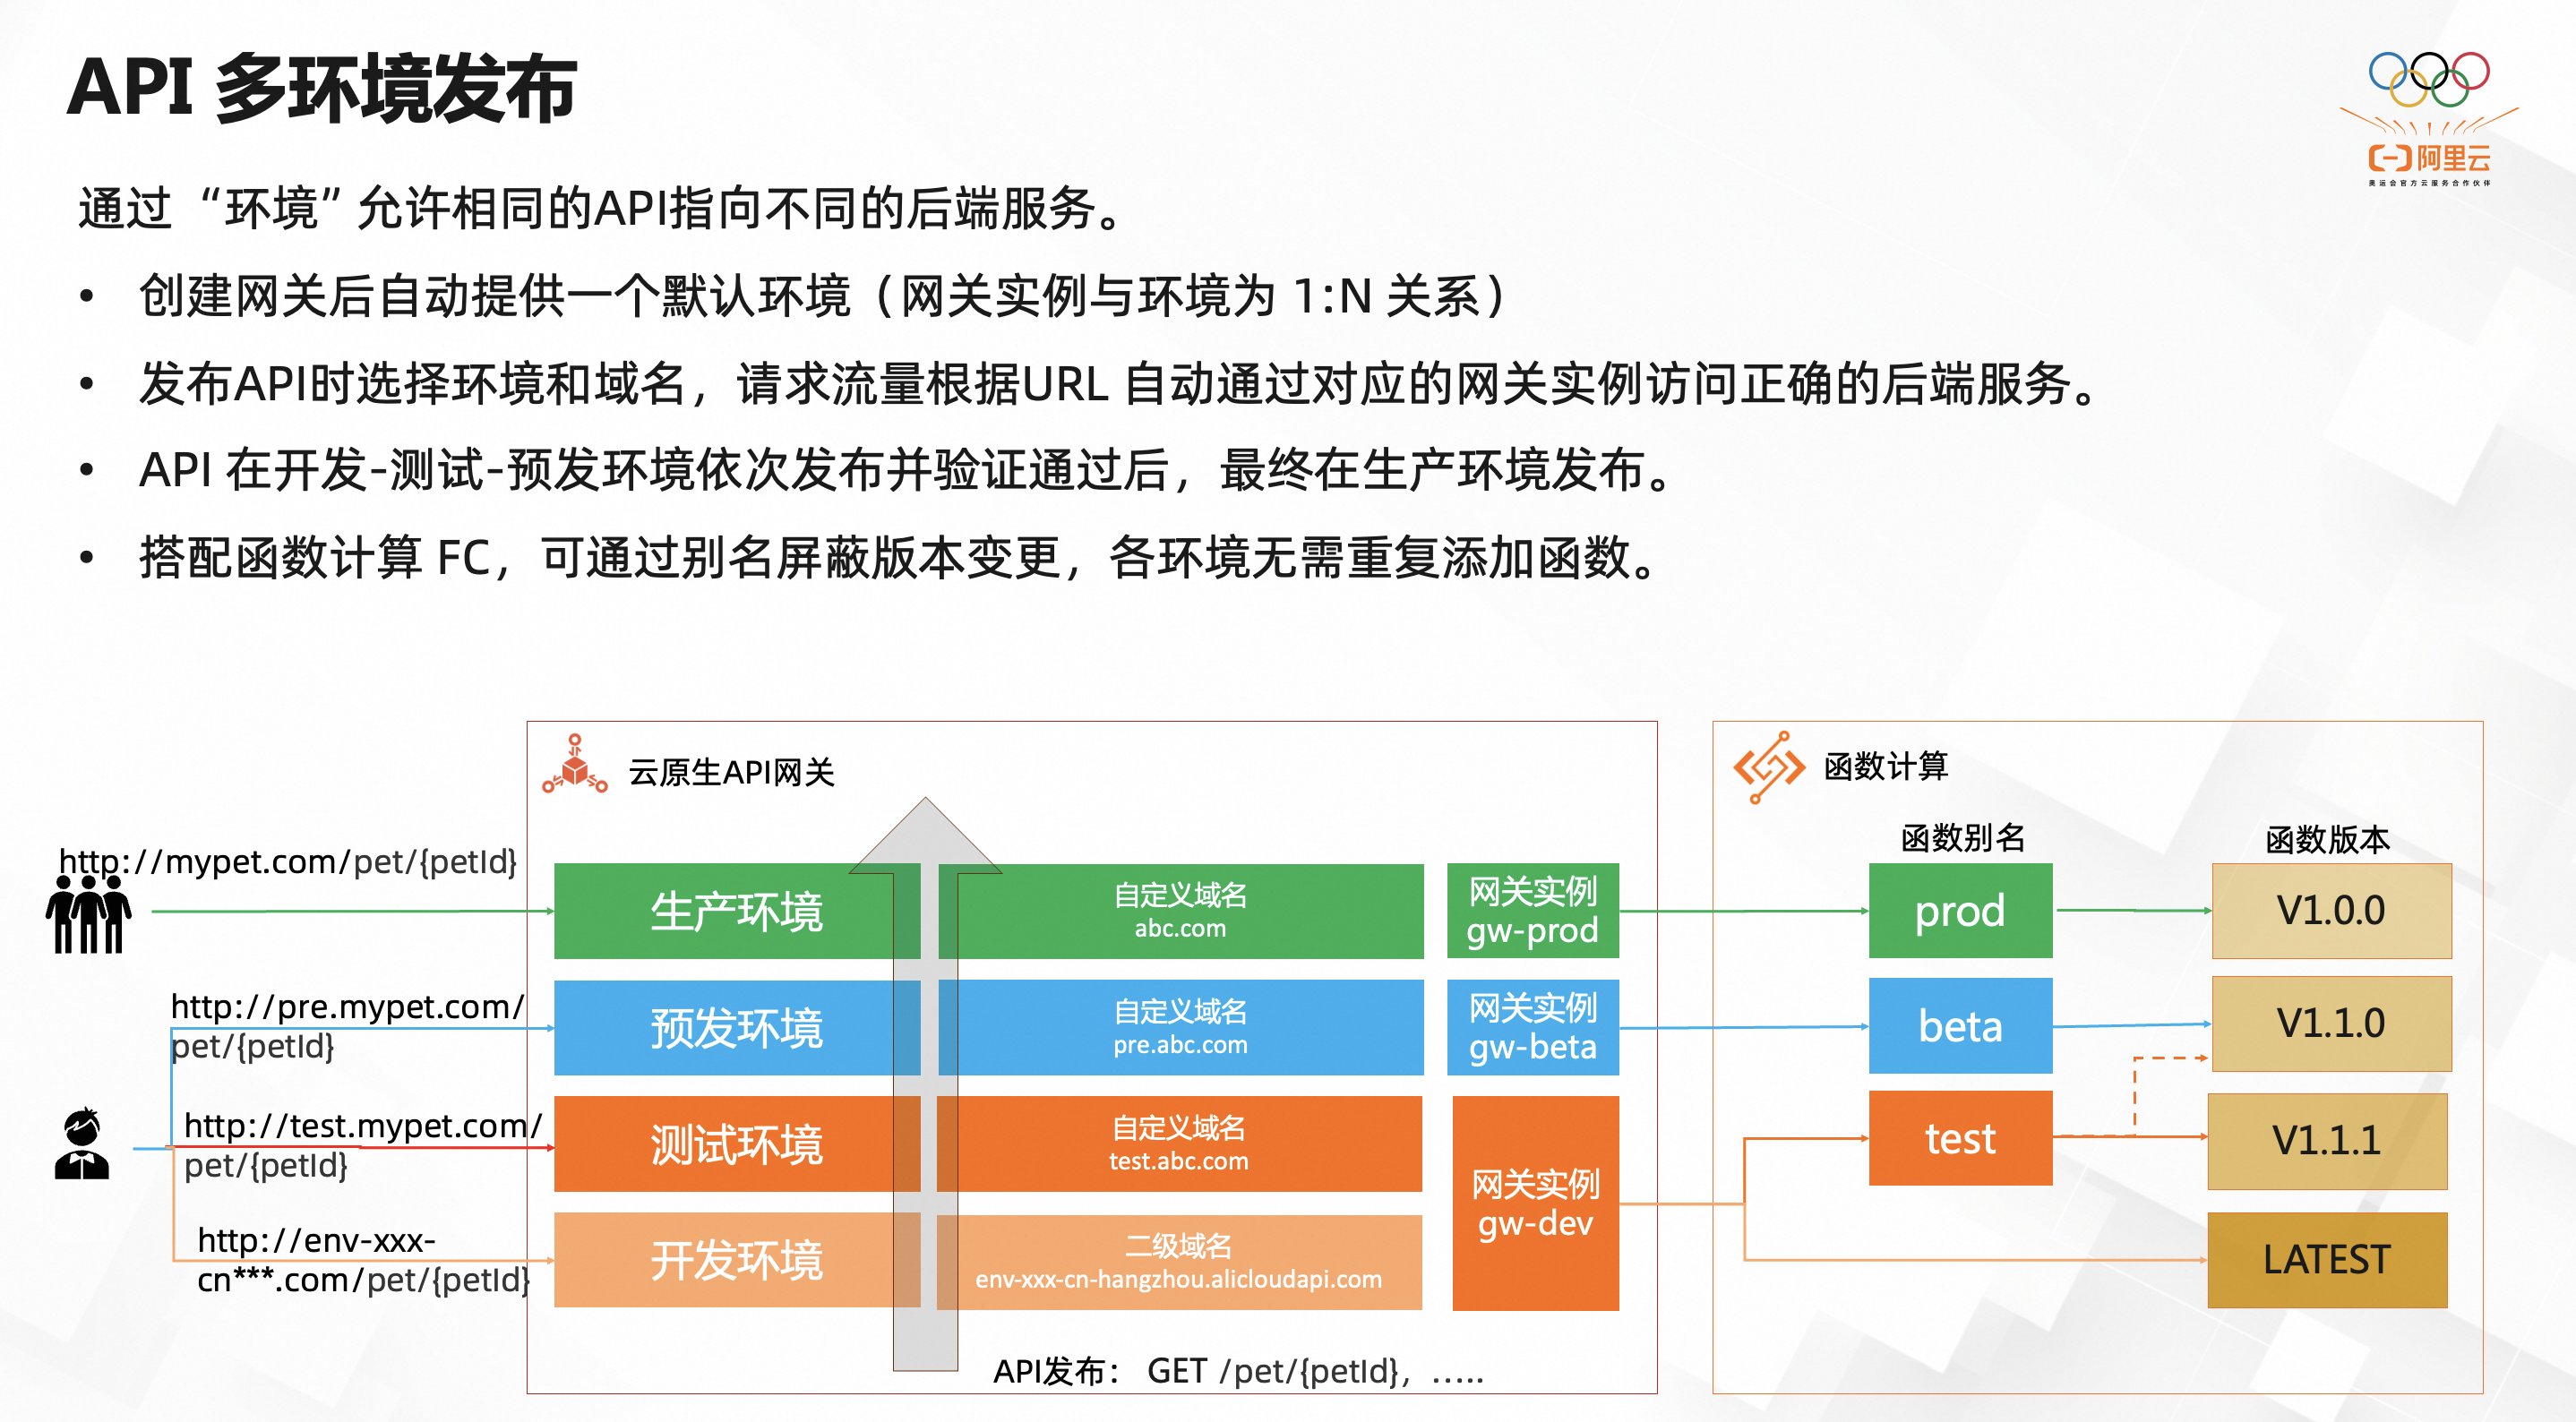 API 多环境发布
阿里云
奥运会官方云服务合作伙伴
通过 “环境” 允许相同的API指向不同的后端服务。
• 创建网关后自动提供一个默认环境（网关实例与环境为 1:N 关系）
• 发布API时选择环境和域名，请求流量根据URL 自动通过对应的网关实例访问正确的后端服务。
• API 在开发-测试-预发环境依次发布并验证通过后，最终在生产环境发布。
• 搭配函数计算 FC，可通过别名屏蔽版本变更，各环境无需重复添加函数。
云原生API网关
函数计算
函数别名
函数版本
http://mypet.com/pet/{petId}
生产环境
自定义域名
abc.com
网关实例
gw-prod
prod
V1.0.0
http://pre.mypet.com/
pet/{petId}
预发环境
自定义域名
pre.abc.com
网关实例
gw-beta
beta
V1.1.0
http://test.mypet.com/
pet/{petId}
测试环境
自定义域名
test.abc.com
网关实例
gw-dev
test
V1.1.1
http://env-xxx-
cn***.com/pet/{petId}
开发环境
二级域名
env-xxx-cn-hangzhou.alicloudapi.com
LATEST
API发布： GET /pet/{petId}，…..